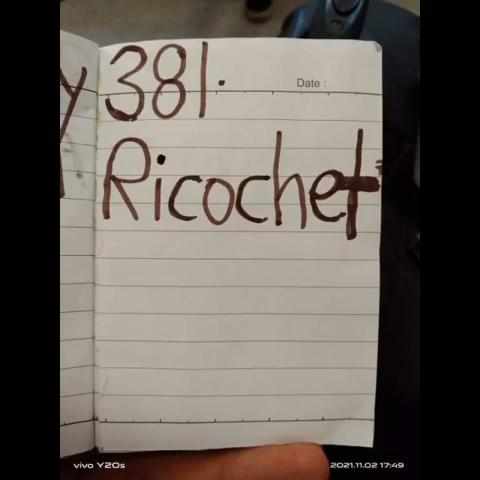 y 381.
Date :
Ricochet
vivo Y20s
2021.11.02 17:49